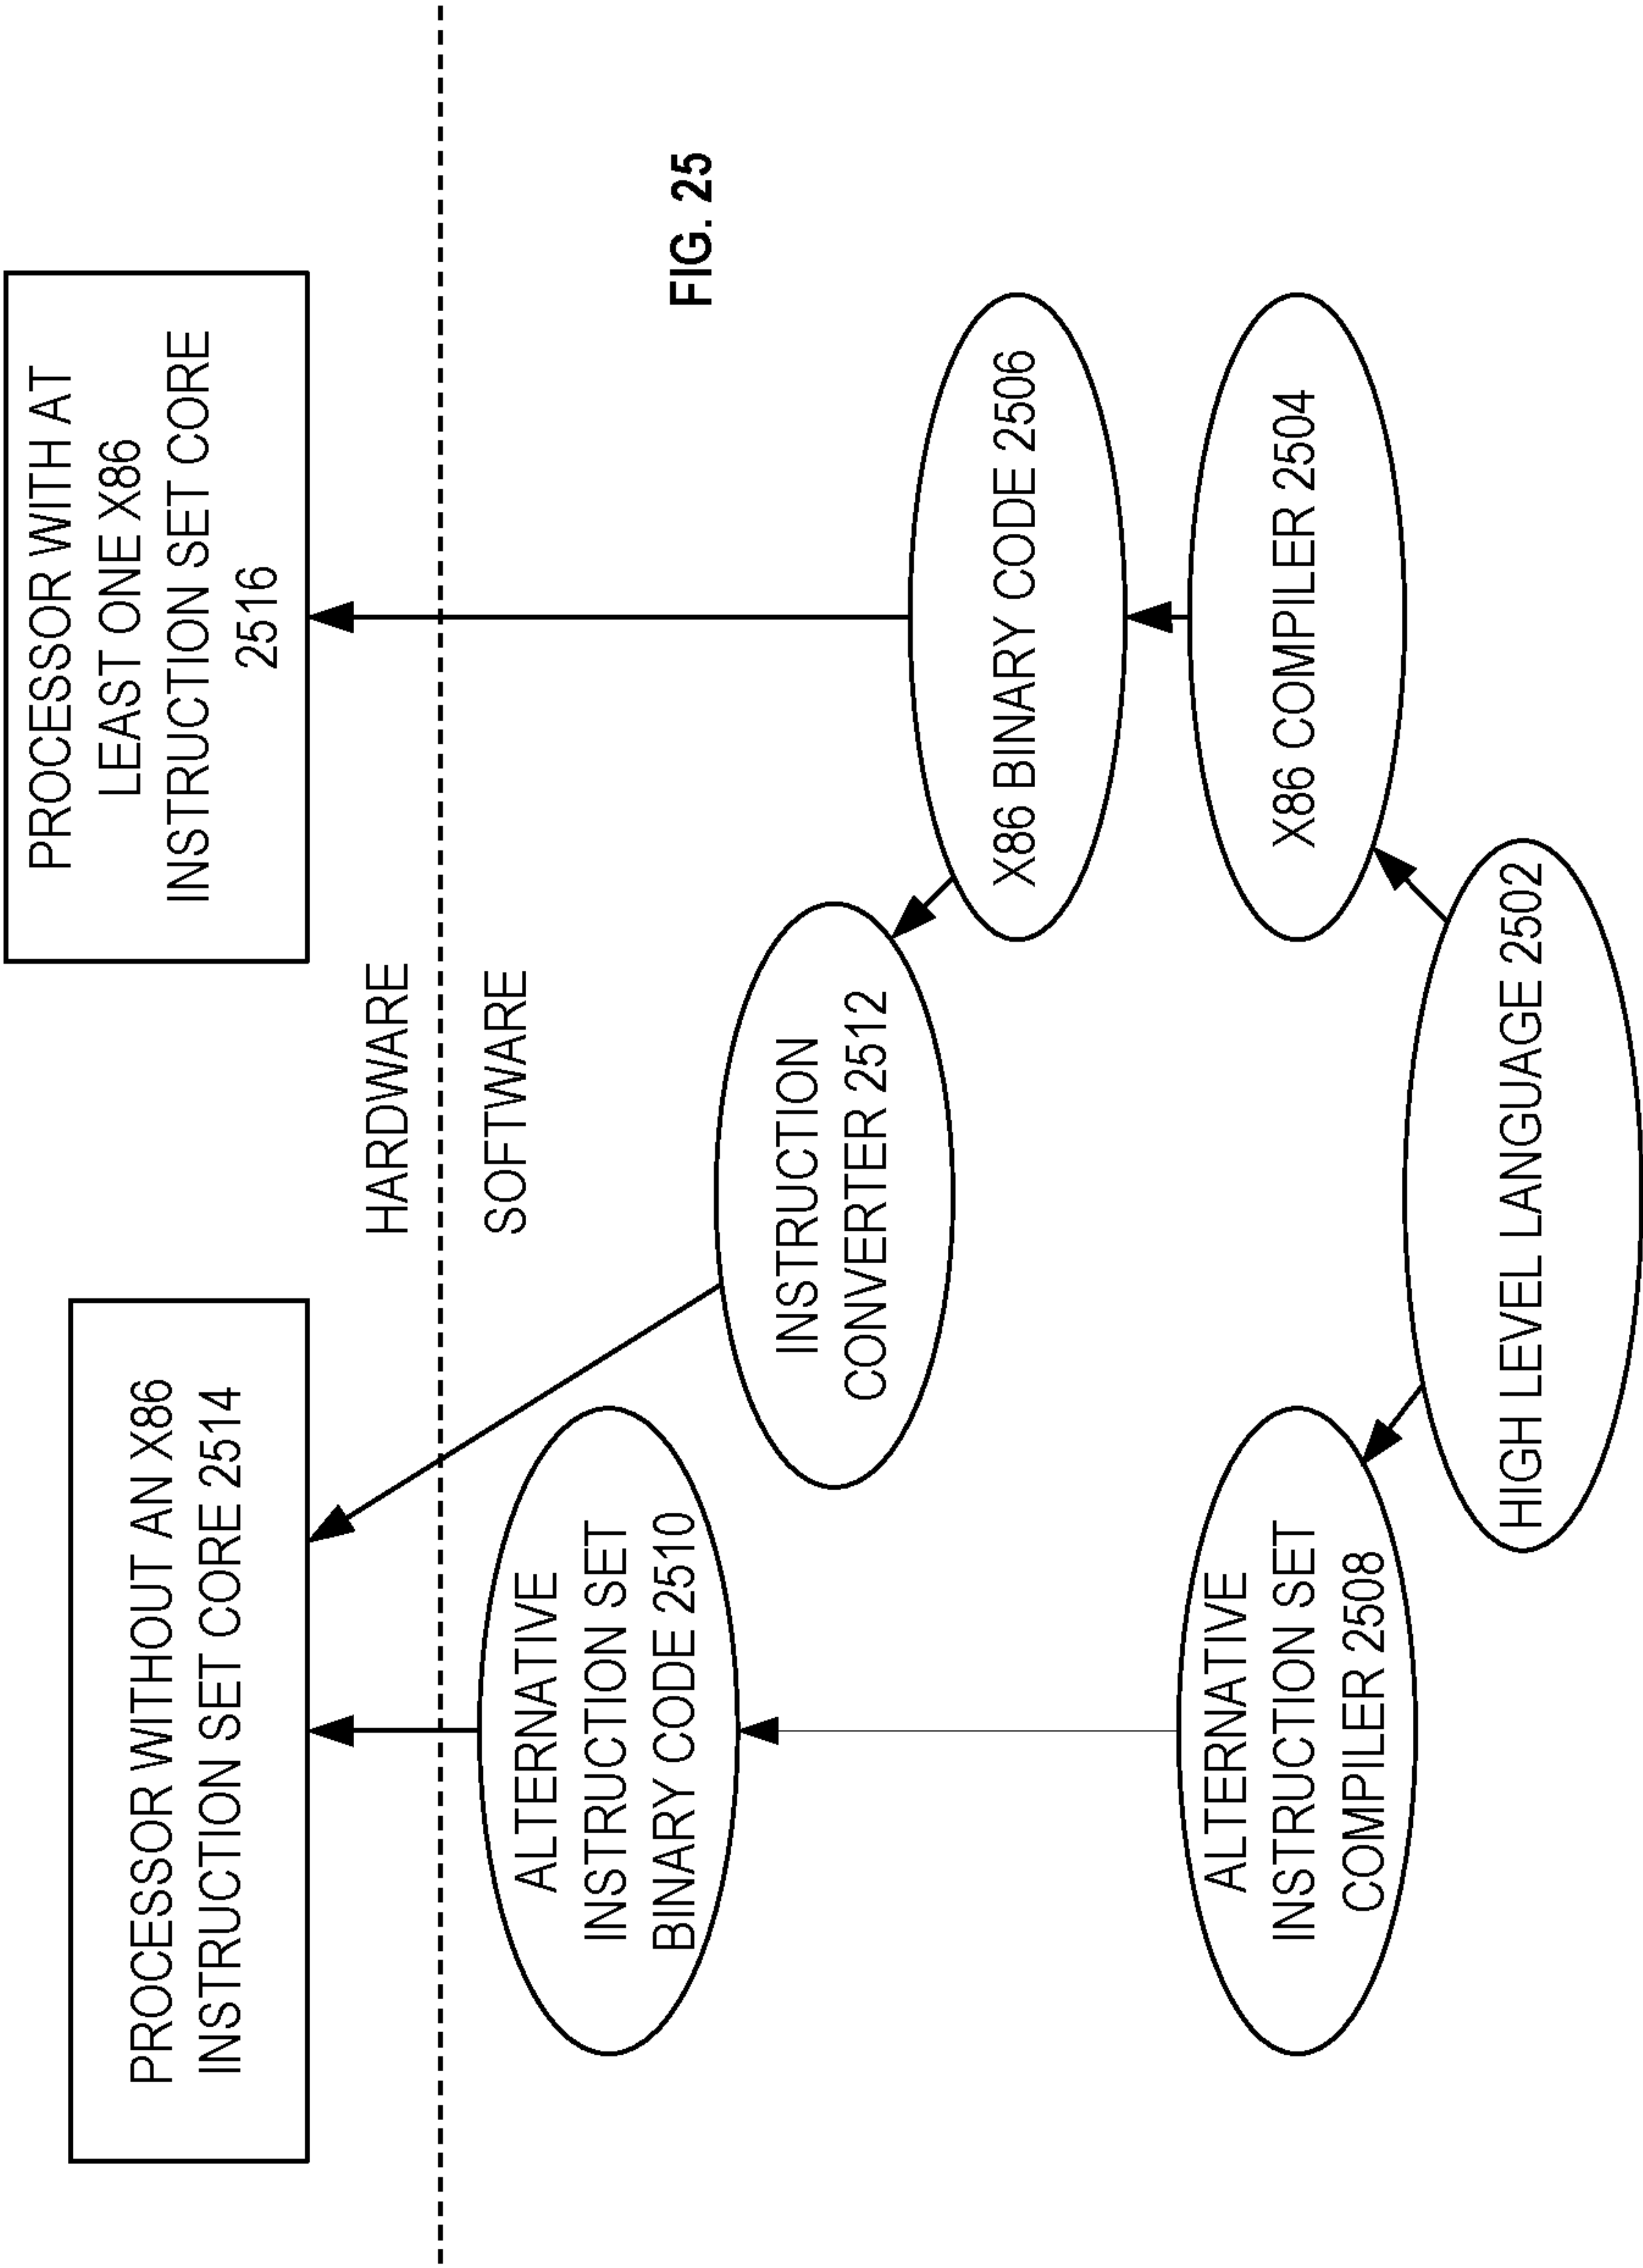 PROCESSOR WITHOUT AN X86
INSTRUCTION SET CORE 2514
PROCESSOR WITH AT
LEAST ONE X86
INSTRUCTION SET CORE
2516
HARDWARE
SOFTWARE
ALTERNATIVE
INSTRUCTION SET
BINARY CODE 2510
INSTRUCTION
CONVERTER 2512
FIG. 25
X86 BINARY CODE 2506
ALTERNATIVE
INSTRUCTION SET
COMPILER 2508
X86 COMPILER 2504
HIGH LEVEL LANGUAGE 2502